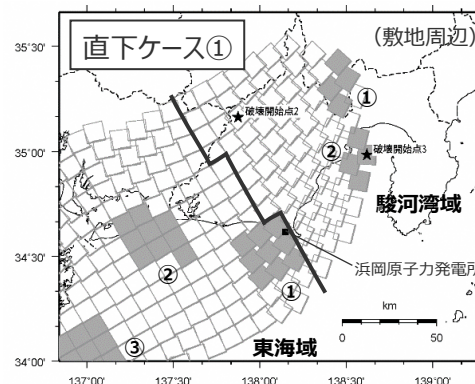 35°30'
直下ケース①
(敷地周辺)
①
破壊開始点2
35°00'
②
破壊開始点3
駿河湾域
34°30'
②
浜岡原子力発電所
①
km
③
東海域
0
50
34°00'
137°00'
137°30'
138°00'
138°30'
139°00'